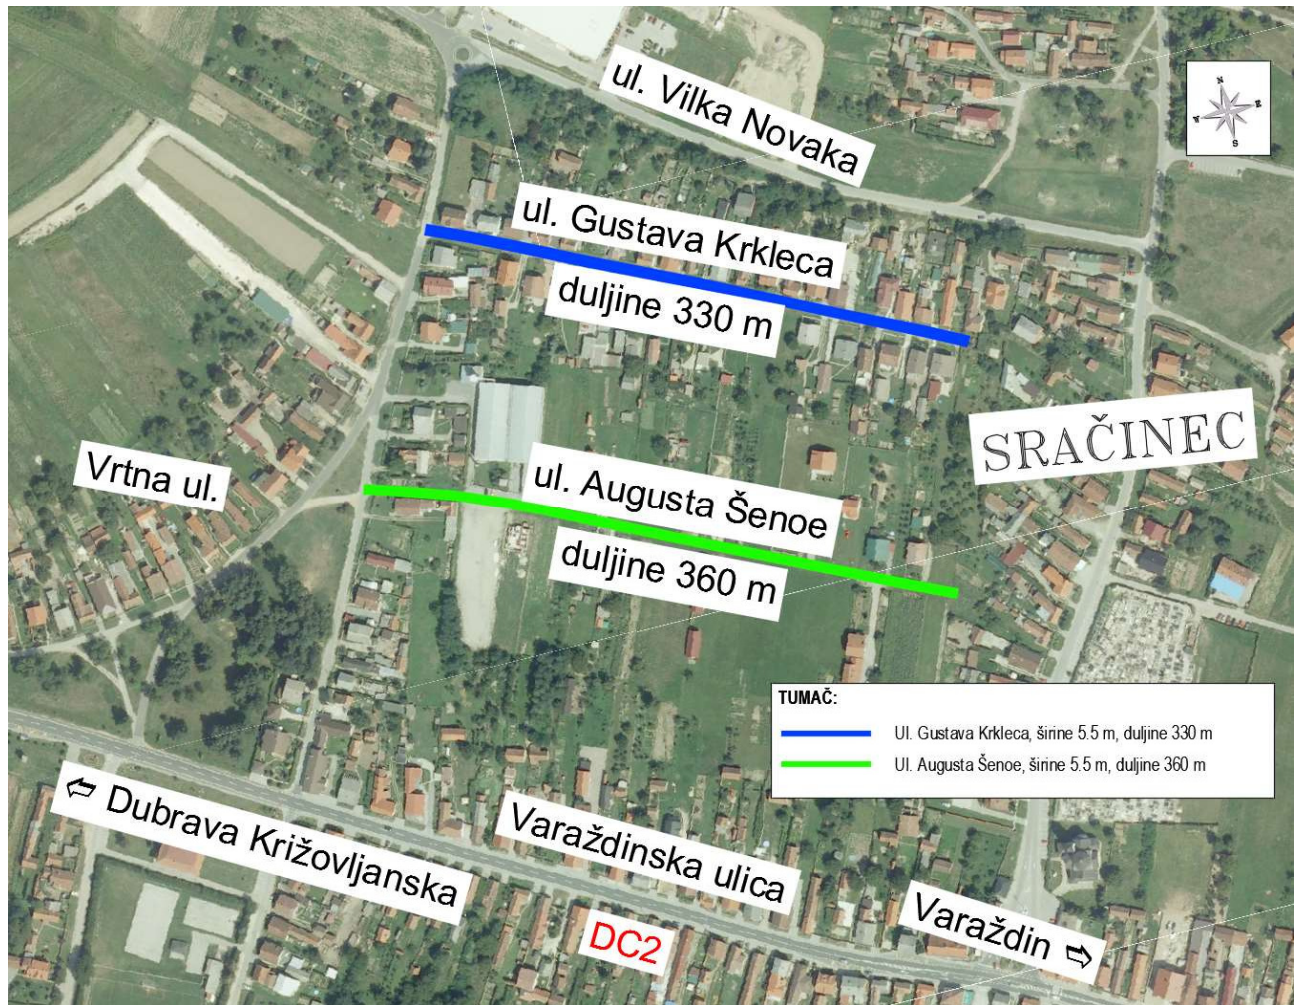 ul. Vilka Novaka
ul. Gustava Krkleca
duljine 330 m
SRAČINEC
Vrtna ul.
ul. Augusta Šenoe
duljine 360 m
TUMAČ:
Ul. Gustava Krkleca, širine 5.5 m, duljine 330 m
Ul. Augusta Šenoe, širine 5.5 m, duljine 360 m
⇦ Dubrava Križovljanska
Varaždinska ulica
DC2
Varaždin ⇨